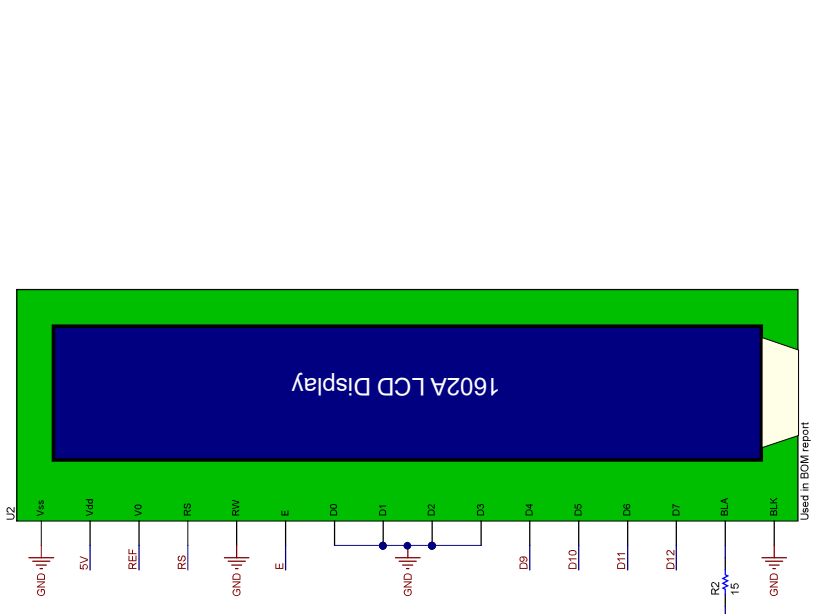 1602A LCD Display
Used in BOM report
U2
Vss
Vdd
V0
RS
RW
E
D0
D1
D2
D3
D4
D5
D6
D7
BLA
BLK
GND
5V
REF
RS
GND
E
GND
D9
D10
D11
D12
R2
15
GND